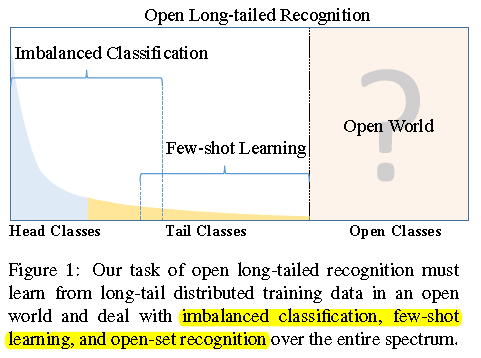 Open Long-tailed Recognition
Imbalanced Classification
Few-shot Learning
?
Open World
Head Classes Tail Classes Open Classes
Figure 1: Our task of open long-tailed recognition must
learn from long-tail distributed training data in an open
world and deal with imbalanced classification, few-shot
learning, and open-set recognition over the entire spectrum.